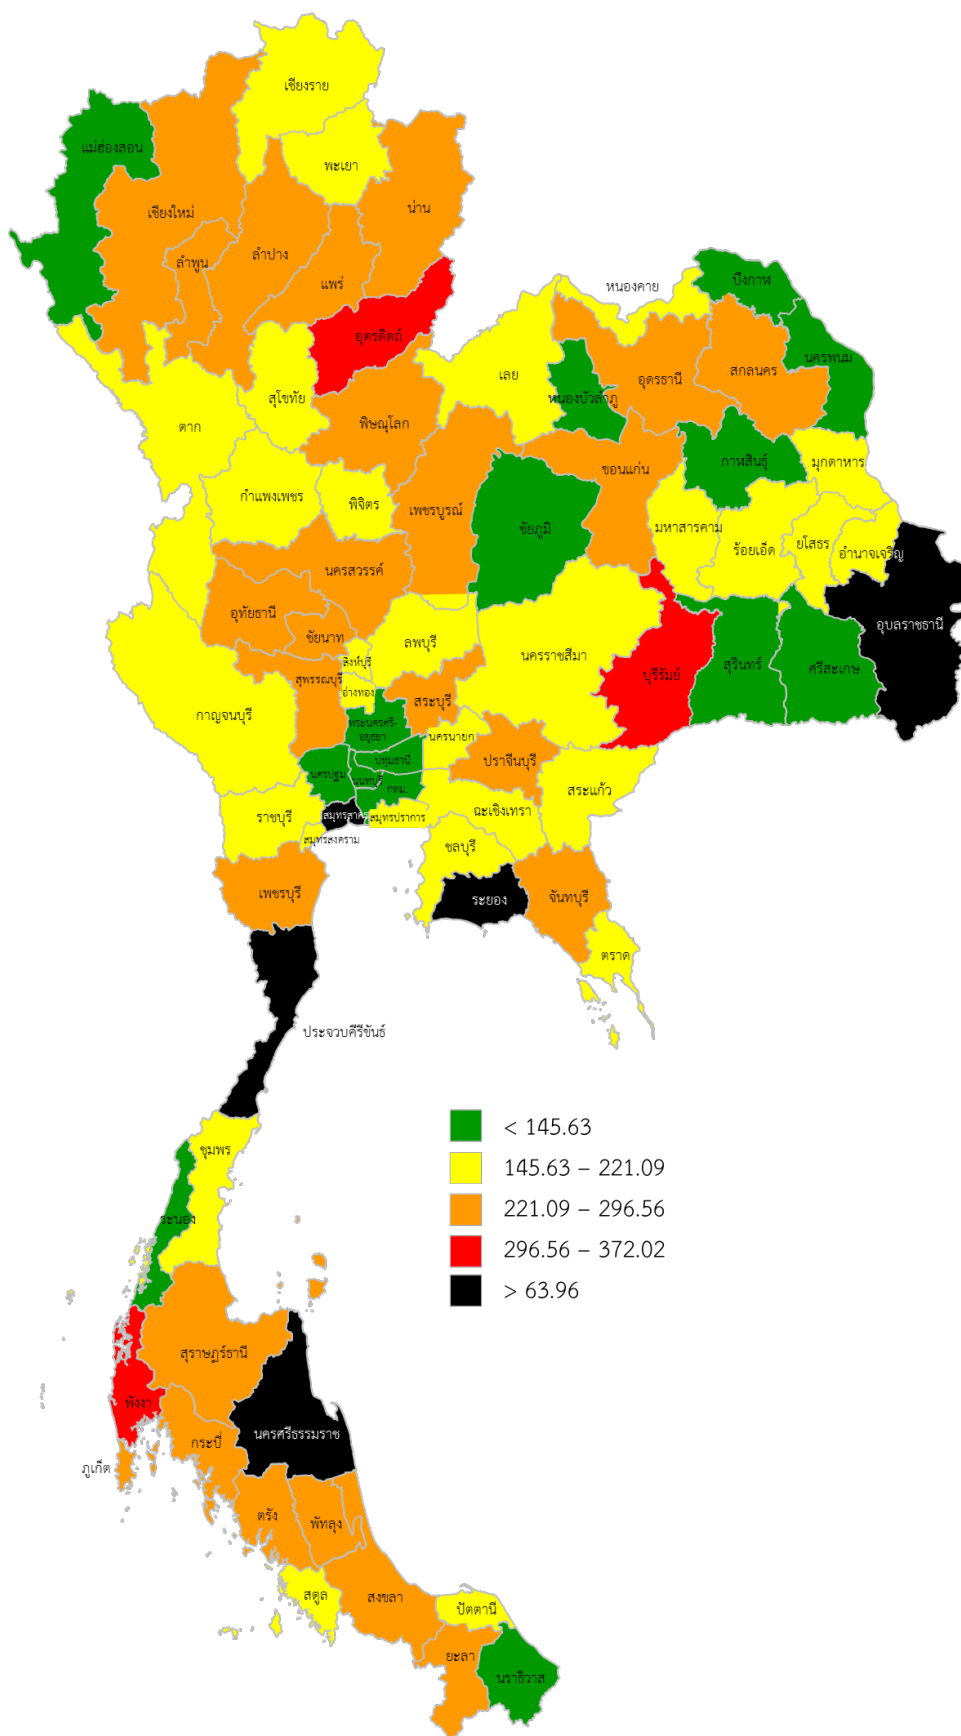 เชียงราย
แม่ฮ่องสอน
พะเยา
น่าน
เชียงใหม่
ลำพูน
ลำปาง
แพร่
หนองคาย
บึงกาฬ
อุตรดิตถ์
นครพนม
เลย
อุดรธานี
สกลนคร
หนองบัวลำภู
สุโขทัย
ตาก
พิษณุโลก
กาฬสินธุ์
มุกดาหาร
ขอนแก่น
กำแพงเพชร
พิจิตร
เพชรบูรณ์
ชัยภูมิ
มหาสารคาม
ร้อยเอ็ด
ยโสธร
อำนาจเจริญ
นครสวรรค์
อุทัยธานี
ชัยนาท
อุบลราชธานี
ลพบุรี
นครราชสีมา
สิงห์บุรี
บุรีรัมย์
สุรินทร์
ศรีสะเกษ
สุพรรณบุรี
อ่างทอง
สระบุรี
กาญจนบุรี
พระนครศรี-
อยุธยา
นครนายก
ปทุมธานี
ปราจีนบุรี
นครปฐม
นนทบุรี
กทม.
สระแก้ว
ราชบุรี
สมุทรสาคร
สมุทรปราการ
ฉะเชิงเทรา
สมุทรสงคราม
ชลบุรี
เพชรบุรี
ระยอง
จันทบุรี
ตราด
ประจวบคีรีขันธ์
< 145.63
145.63 – 221.09
221.09 – 296.56
296.56 – 372.02
> 63.96
ชุมพร
ระนอง
สุราษฎร์ธานี
พังงา
นครศรีธรรมราช
กระบี่
ภูเก็ต
ตรัง
พัทลุง
สตูล
สงขลา
ปัตตานี
ยะลา
นราธิวาส